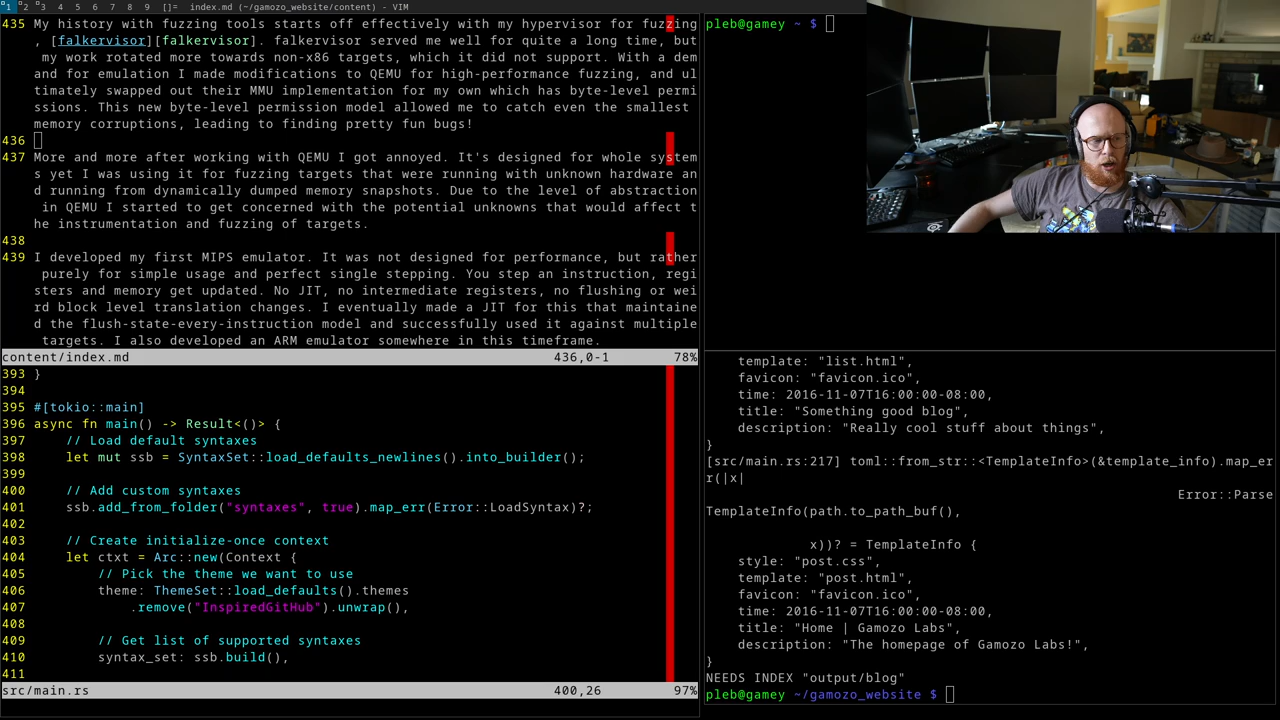 1 2 3 4 5 6 7 8 9 []= index.md (~/gamozo_website/content) - VIM
435 My history with fuzzing tools starts off effectively with my hypervisor for fuzzing
, [falkervisor][falkervisor]. falkervisor served me well for quite a long time, but
my work rotated more towards non-x86 targets, which it did not support. With a dem
and for emulation I made modifications to QEMU for high-performance fuzzing, and ul
timately swapped out their MMU implementation for my own which has byte-level permi
ssions. This new byte-level permission model allowed me to catch even the smallest
memory corruptions, leading to finding pretty fun bugs!
436
437 More and more after working with QEMU I got annoyed. It's designed for whole system
s yet I was using it for fuzzing targets that were running with unknown hardware an
d running from dynamically dumped memory snapshots. Due to the level of abstraction
in QEMU I started to get concerned with the potential unknowns that would affect t
he instrumentation and fuzzing of targets.
438
439 I developed my first MIPS emulator. It was not designed for performance, but rather
purely for simple usage and perfect single stepping. You step an instruction, regi
sters and memory get updated. No JIT, no intermediate registers, no flushing or wei
rd block level translation changes. I eventually made a JIT for this that maintaine
d the flush-state-every-instruction model and successfully used it against multiple
targets. I also developed an ARM emulator somewhere in this timeframe.
content/index.md 436,0-1 78%
393 }
394
395 #[tokio::main]
396 async fn main() -> Result<()> {
397 // Load default syntaxes
398 let mut ssb = SyntaxSet::load_defaults_newlines().into_builder();
399
400 // Add custom syntaxes
401 ssb.add_from_folder("syntaxes", true).map_err(Error::LoadSyntax)?;
402
403 // Create initialize-once context
404 let ctxt = Arc::new(Context {
405 // Pick the theme we want to use
406 theme: ThemeSet::load_defaults().themes
407 .remove("InspiredGitHub").unwrap(),
408
409 // Get list of supported syntaxes
410 syntax_set: ssb.build(),
411
src/main.rs 400,26 97%
pleb@gamey ~ $
template: "list.html",
favicon: "favicon.ico",
time: 2016-11-07T16:00:00-08:00,
title: "Something good blog",
description: "Really cool stuff about things",
}
[src/main.rs:217] toml::from_str::<TemplateInfo>(&template_info).map_er
r(|x|
Error::Parse
TemplateInfo(path.to_path_buf(),
x))? = TemplateInfo {
style: "post.css",
template: "post.html",
favicon: "favicon.ico",
time: 2016-11-07T16:00:00-08:00,
title: "Home | Gamozo Labs",
description: "The homepage of Gamozo Labs!",
}
NEEDS INDEX "output/blog"
pleb@gamey ~/gamozo_website $